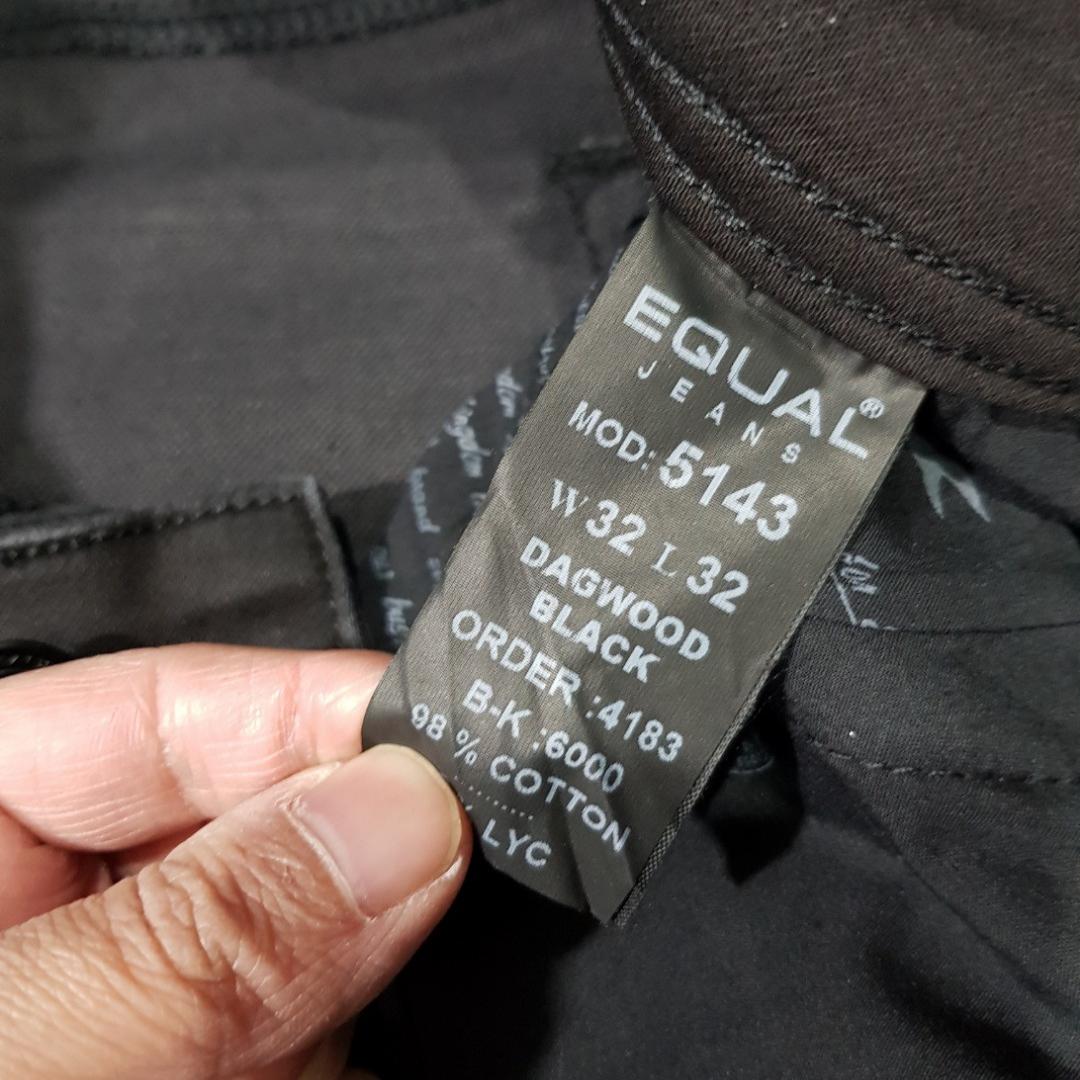 EQUAL®
JEANS
MOD: 5143
W 32 L 32
DAGWOOD
BLACK
ORDER :4183
B-K :6000
98 % COTTON
LYC